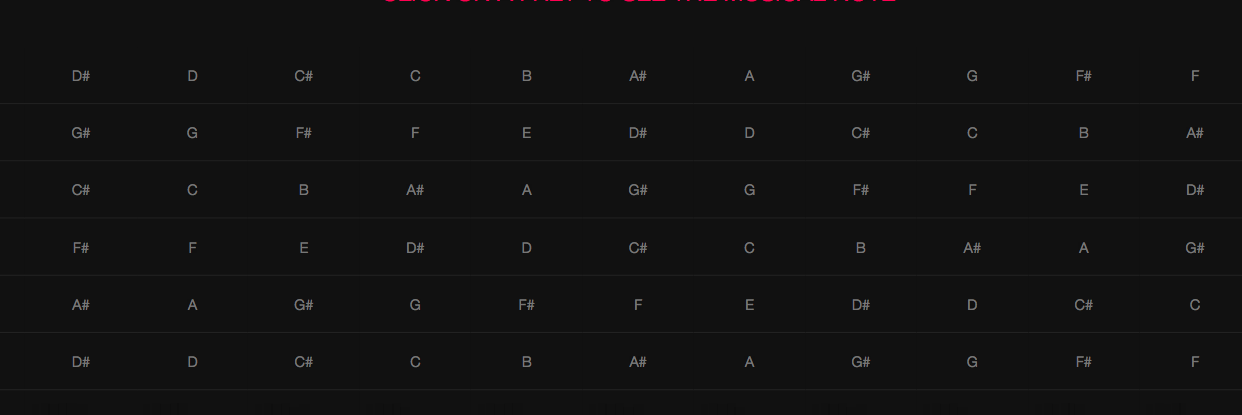 D# D C# C B A# A G# G F# F
G# G F# F E D# D C# C B A#
C# C B A# A G# G F# F E D#
F# F E D# D C# C B A# A G#
A# A G# G F# F E D# D C# C
D# D C# C B A# A G# G F# F